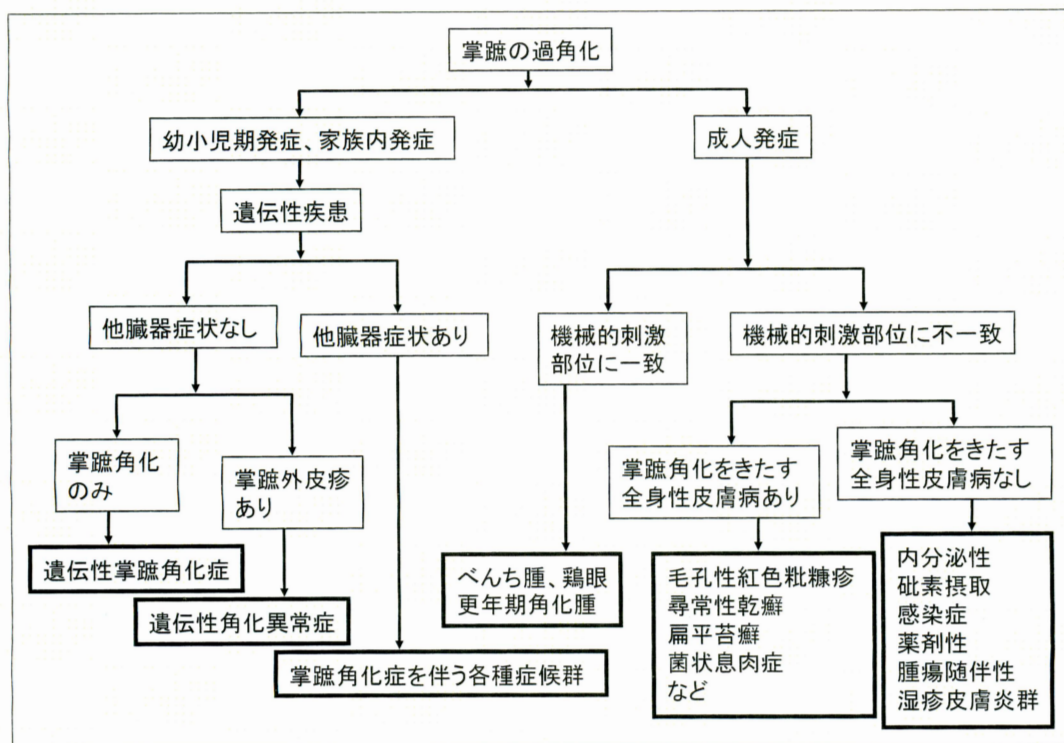 掌蹠の過角化
幼小児期発症、家族内発症
成人発症
遺伝性疾患
他臓器症状なし
他臓器症状あり
機械的刺激
部位に一致
機械的刺激部位に不一致
掌蹠角化
のみ
掌蹠外皮疹
あり
掌蹠角化をきたす
全身性皮膚病あり
掌蹠角化をきたす
全身性皮膚病なし
遺伝性掌蹠角化症
遺伝性角化異常症
掌蹠角化症を伴う各種症候群
べんち腫、鶏眼
更年期角化腫
毛孔性紅色粃糠疹
尋常性乾癬
扁平苔癬
菌状息肉症
など
内分泌性
砒素摂取
感染症
薬剤性
腫瘍随伴性
湿疹皮膚炎群